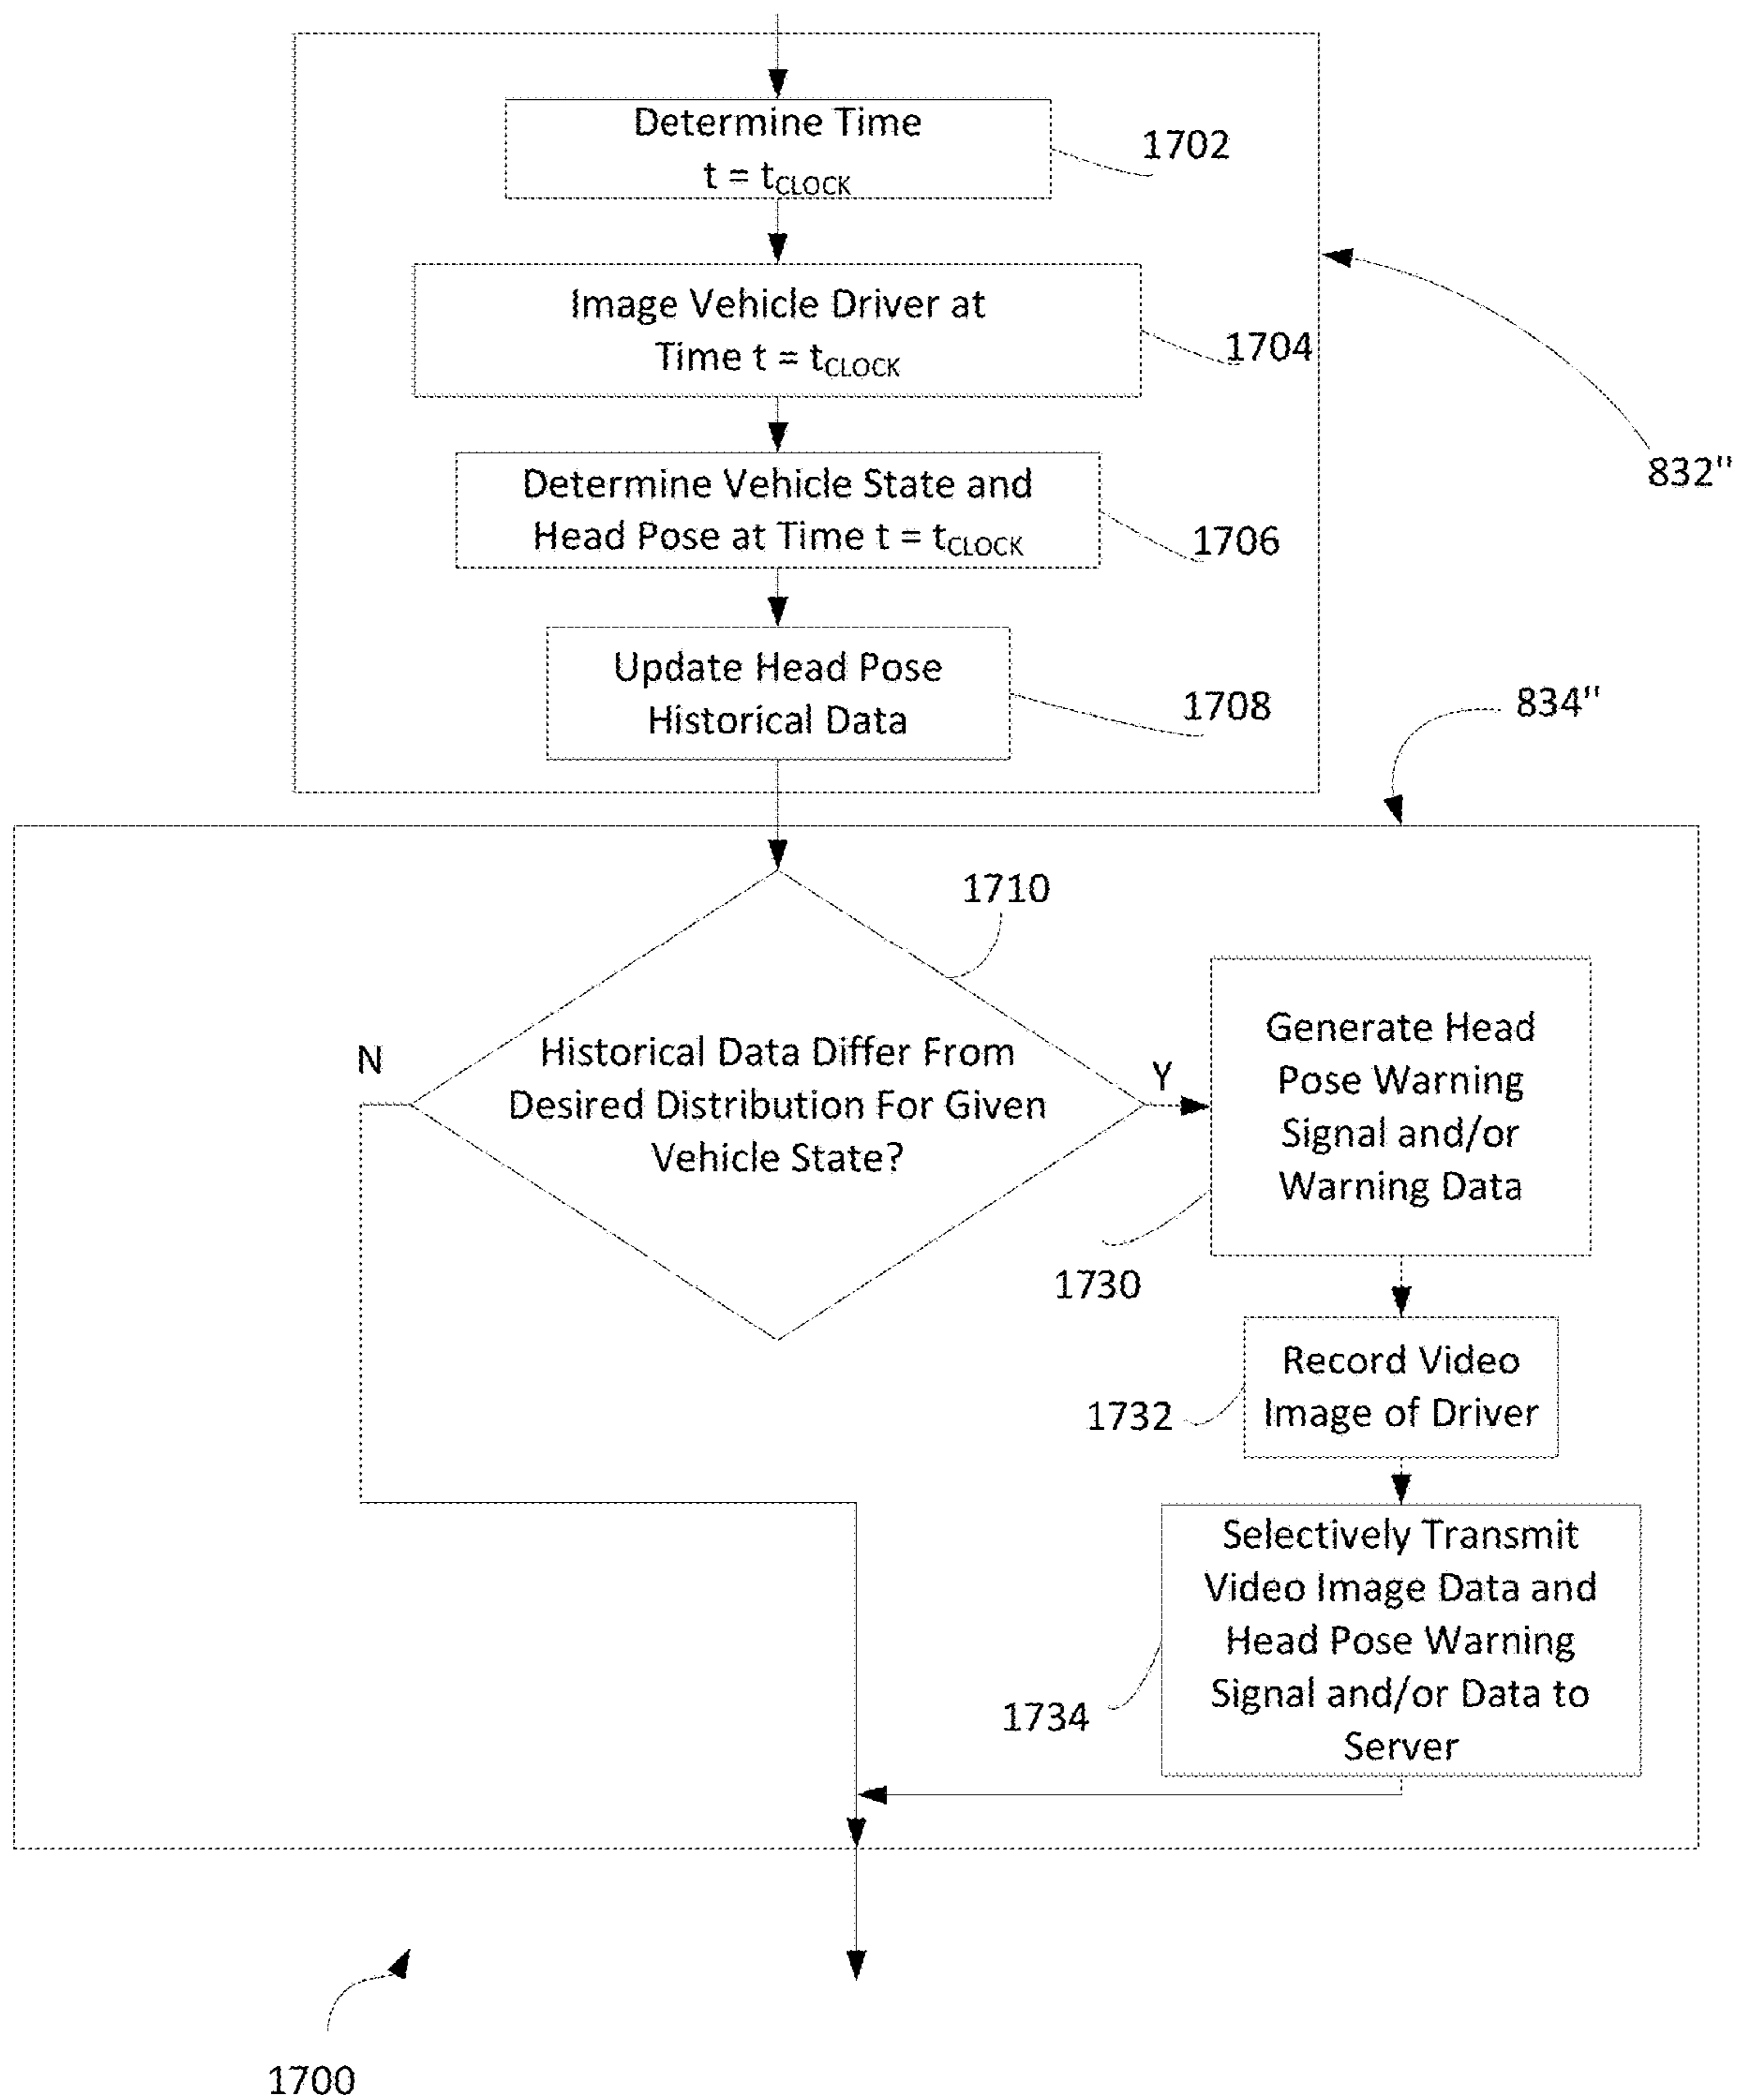 Determine Time
t = tCLOCK
1702
Image Vehicle Driver at
Time t = tCLOCK
1704
832"
Determine Vehicle State and
Head Pose at Time t = tCLOCK
1706
Update Head Pose
Historical Data
1708
834"
1710
N
Historical Data Differ From
Desired Distribution For Given
Vehicle State?
Y
Generate Head
Pose Warning
Signal and/or
Warning Data
1730
Record Video
Image of Driver
1732
Selectively Transmit
Video Image Data and
Head Pose Warning
Signal and/or Data to
Server
1734
1700